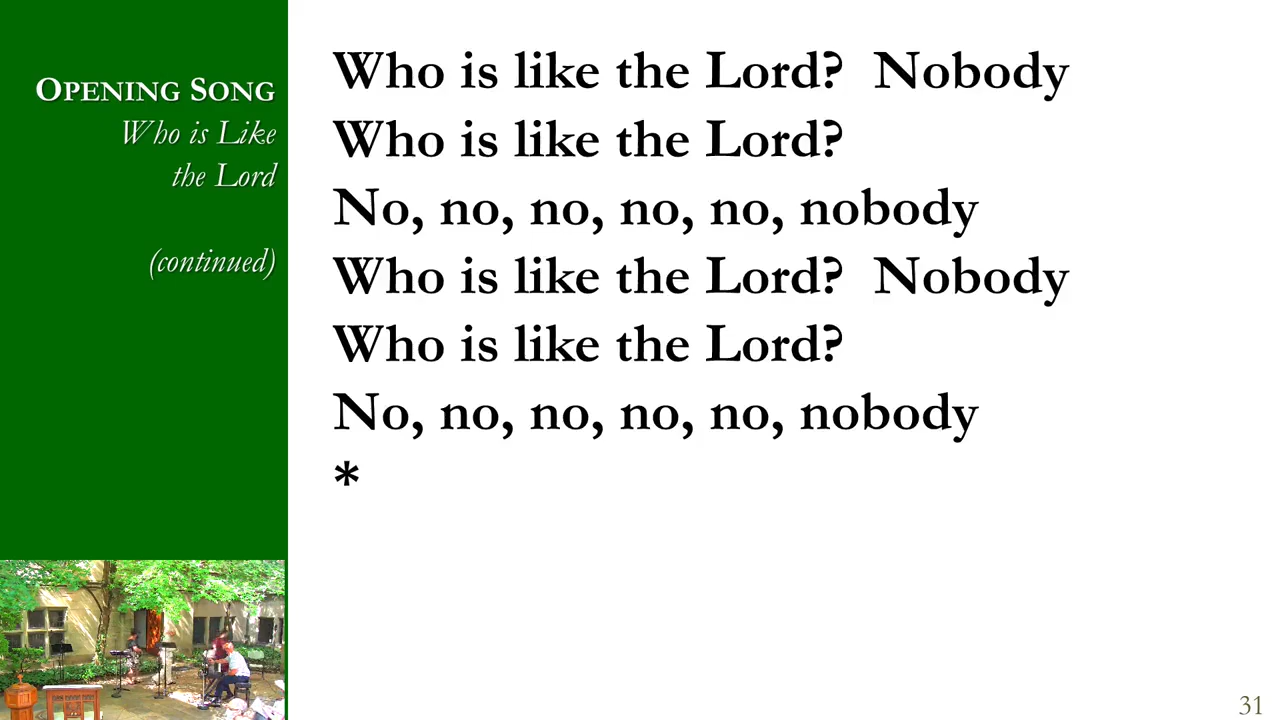 OPENING SONG
Who is Like
the Lord
(continued)
Who is like the Lord?  Nobody
Who is like the Lord?
No, no, no, no, no, nobody
Who is like the Lord?  Nobody
Who is like the Lord?
No, no, no, no, no, nobody
*
31